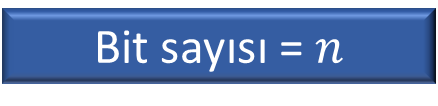 Bit sayısı = n